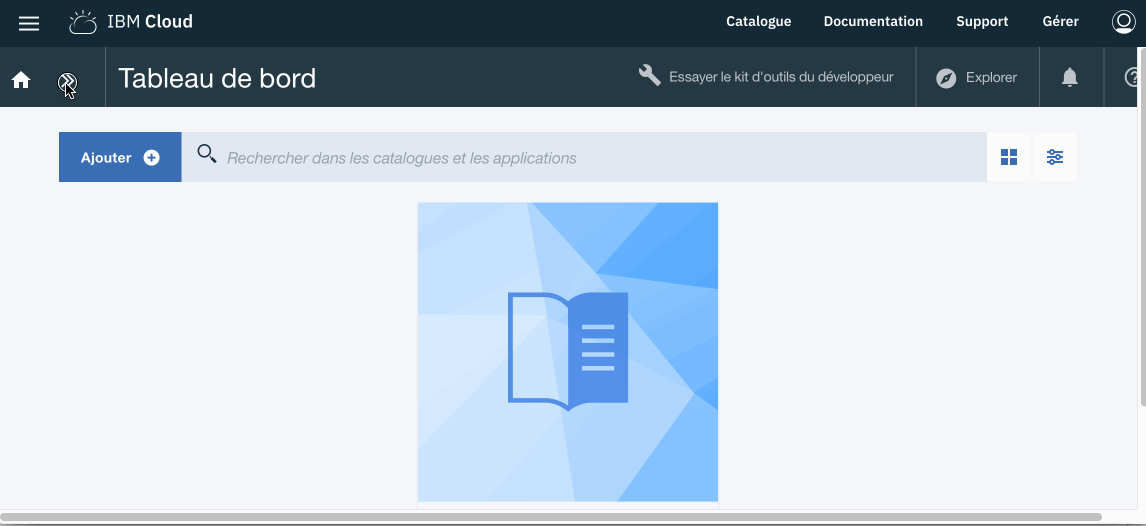 IBM Cloud
Catalogue Documentation Support Gérer
Tableau de bord
Essayer le kit d'outils du développeur
Explorer
Ajouter
Rechercher dans les catalogues et les applications